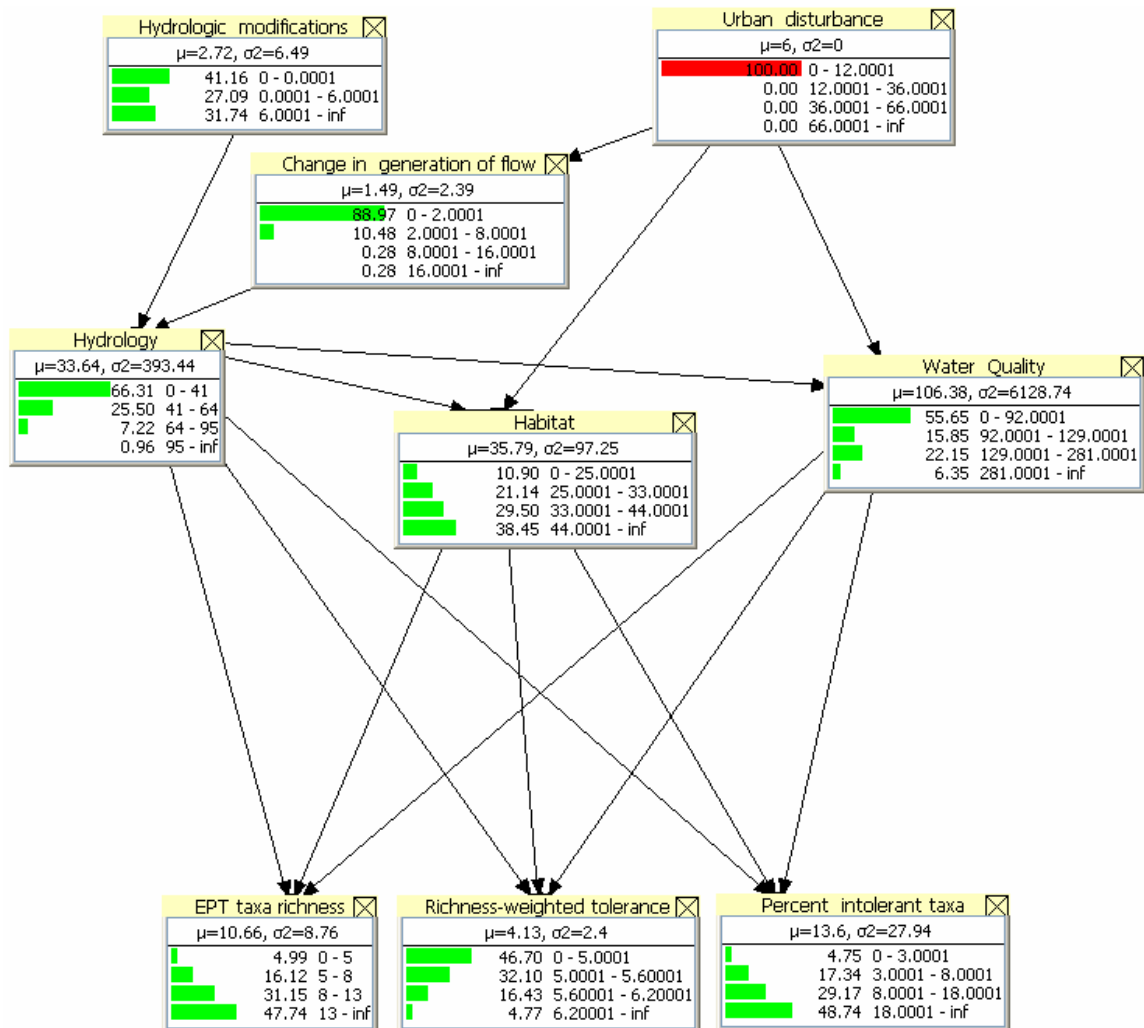 Hydrologic modifications
μ=2.72, σ2=6.49
41.16 0 - 0.0001
27.09 0.0001 - 6.0001
31.74 6.0001 - inf
Urban disturbance
μ=6, σ2=0
100.00 0 - 12.0001
0.00 12.0001 - 36.0001
0.00 36.0001 - 66.0001
0.00 66.0001 - inf
Change in generation of flow
μ=1.49, σ2=2.39
88.97 0 - 2.0001
10.48 2.0001 - 8.0001
0.28 8.0001 - 16.0001
0.28 16.0001 - inf
Hydrology
μ=33.64, σ2=393.44
66.31 0 - 41
25.50 41 - 64
7.22 64 - 95
0.96 95 - inf
Habitat
μ=35.79, σ2=97.25
10.90 0 - 25.0001
21.14 25.0001 - 33.0001
29.50 33.0001 - 44.0001
38.45 44.0001 - inf
Water Quality
μ=106.38, σ2=6128.74
55.65 0 - 92.0001
15.85 92.0001 - 129.0001
22.15 129.0001 - 281.0001
6.35 281.0001 - inf
EPT taxa richness
μ=10.66, σ2=8.76
4.99 0 - 5
16.12 5 - 8
31.15 8 - 13
47.74 13 - inf
Richness-weighted tolerance
μ=4.13, σ2=2.4
46.70 0 - 5.0001
32.10 5.0001 - 5.60001
16.43 5.60001 - 6.20001
4.77 6.20001 - inf
Percent intolerant taxa
μ=13.6, σ2=27.94
4.75 0 - 3.0001
17.34 3.0001 - 8.0001
29.17 8.0001 - 18.0001
48.74 18.0001 - inf